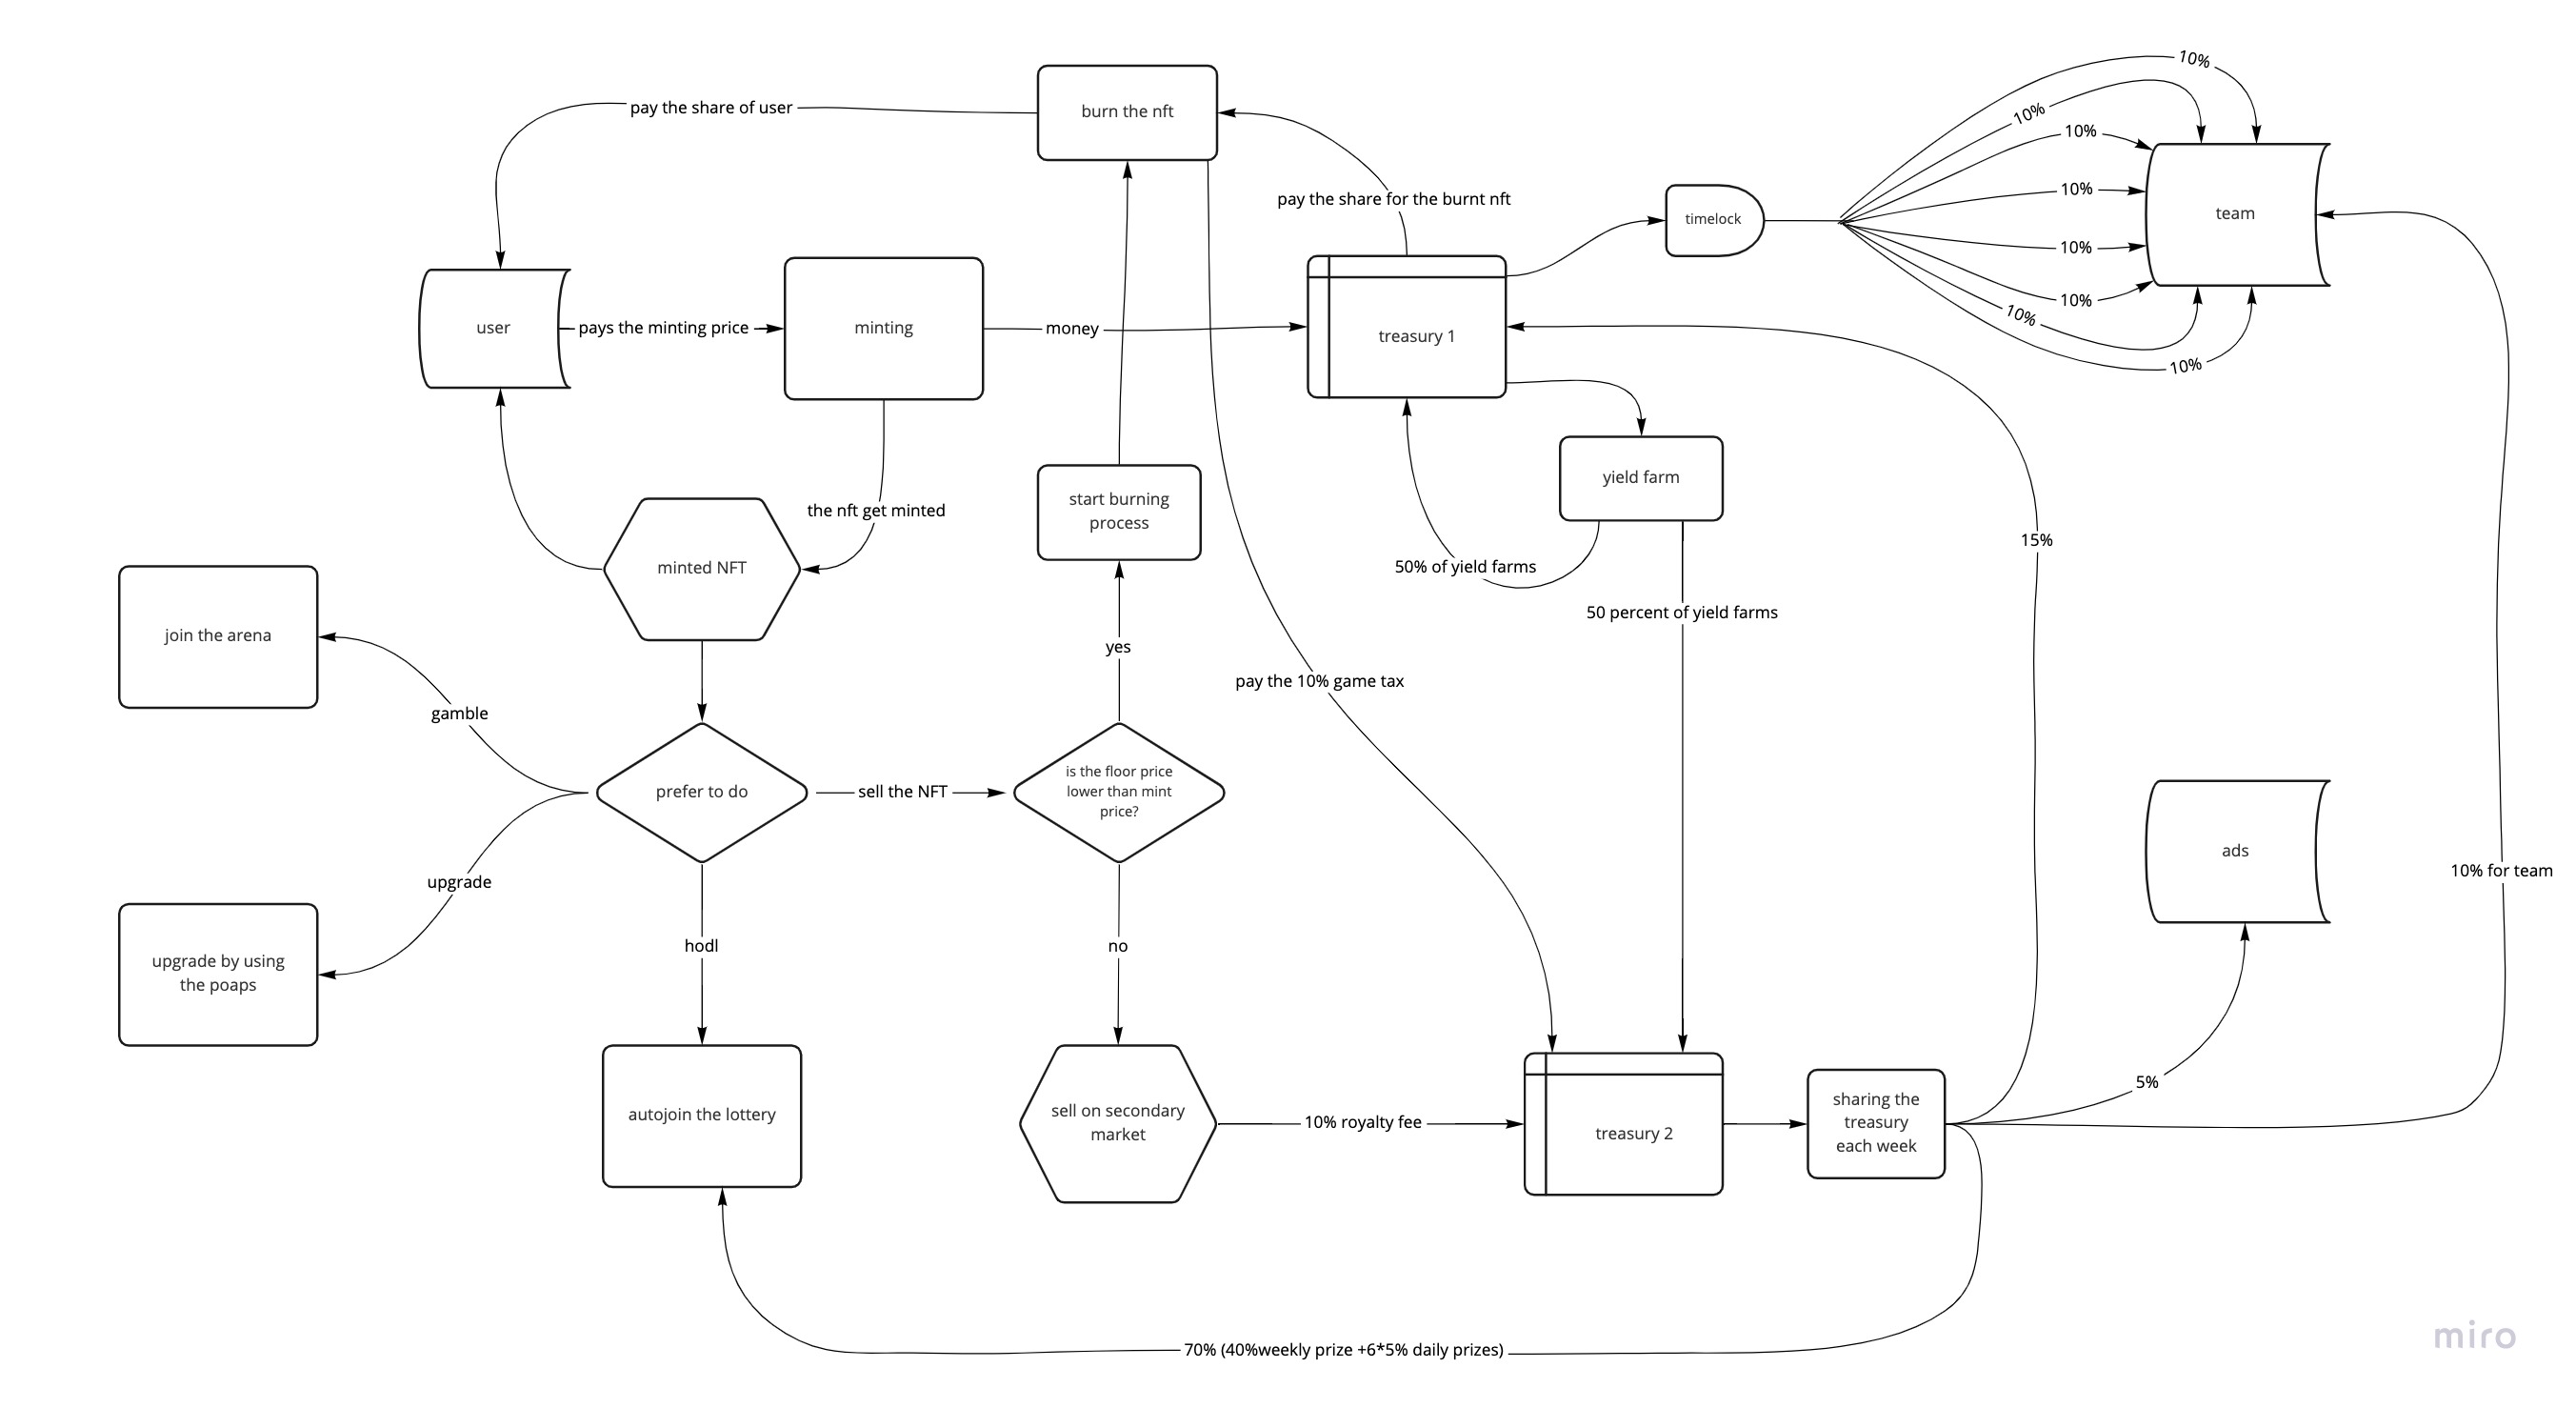 10%
10%
10%
10%
10%
10%
10%
10%
team
timelock
burn the nft
pay the share of user
pay the share for the burnt nft
user
pays the minting price
minting
money
treasury 1
yield farm
50% of yield farms
50 percent of yield farms
15%
start burning
process
the nft get minted
minted NFT
join the arena
yes
pay the 10% game tax
gamble
prefer to do
sell the NFT
is the floor price
lower than mint
price?
ads
10% for team
upgrade
hodl
no
upgrade by using
the poaps
autojoin the lottery
sell on secondary
market
10% royalty fee
treasury 2
sharing the
treasury
each week
5%
70% (40%weekly prize +6*5% daily prizes)
miro